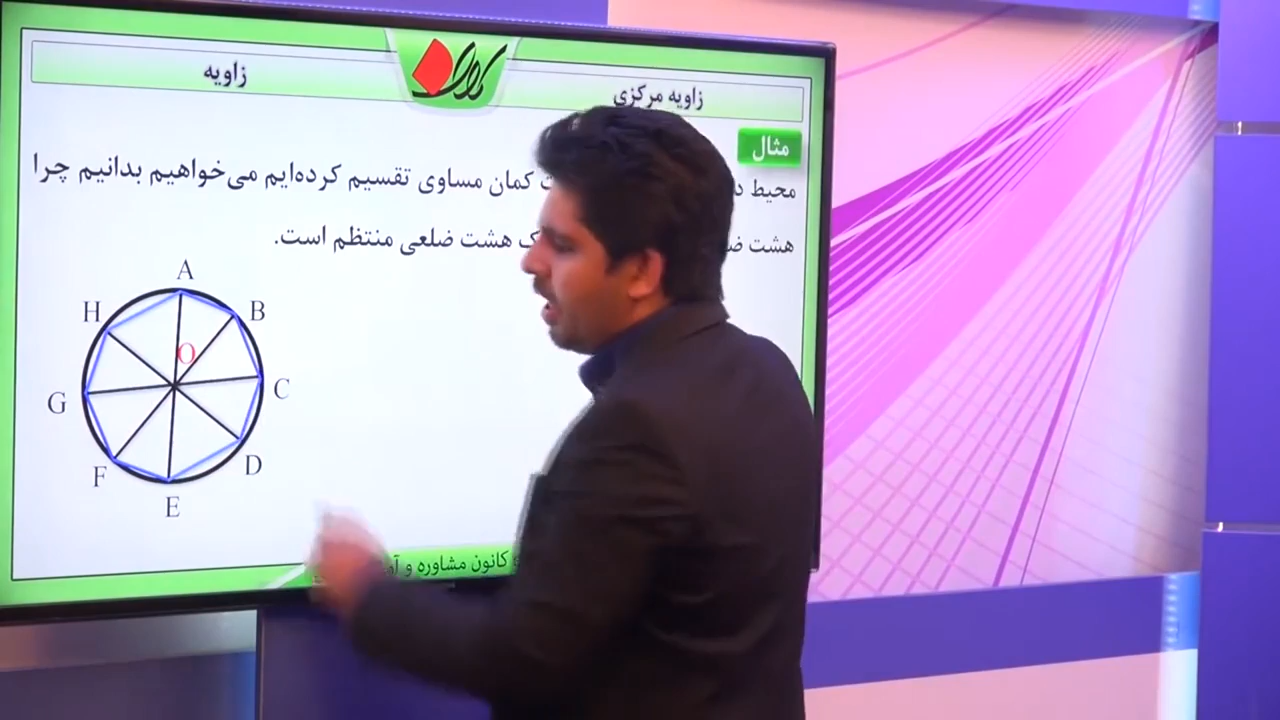 زاویه مرکزی
زاویه
مثال
محیط د کمان مساوی تقسیم کرده‌ایم می‌خواهیم بدانیم چرا
هشت هشت ضلعی منتظم است.
A
H
B
O
G
C
F
D
E
کانون مشاوره و